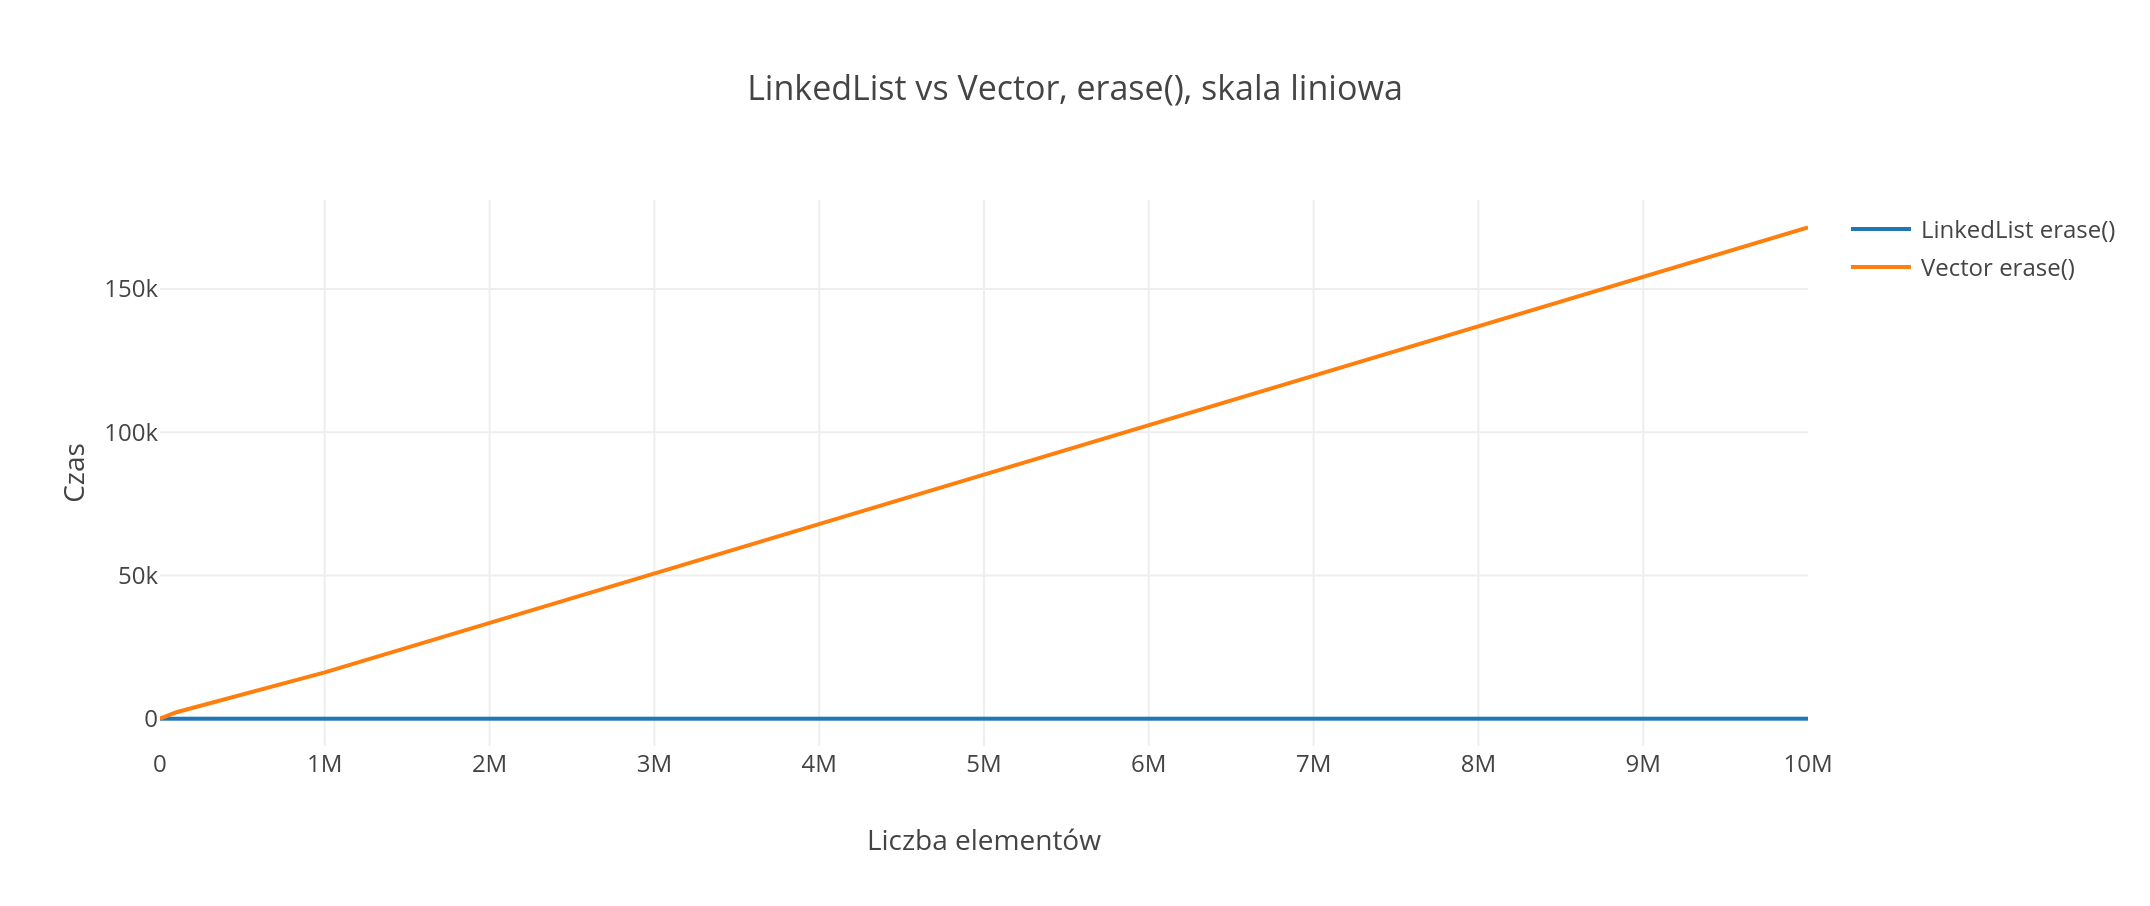 LinkedList vs Vector, erase(), skala liniowa
LinkedList erase()
Vector erase()
Czas
150k
100k
50k
0
0 1M 2M 3M 4M 5M 6M 7M 8M 9M 10M
Liczba elementów